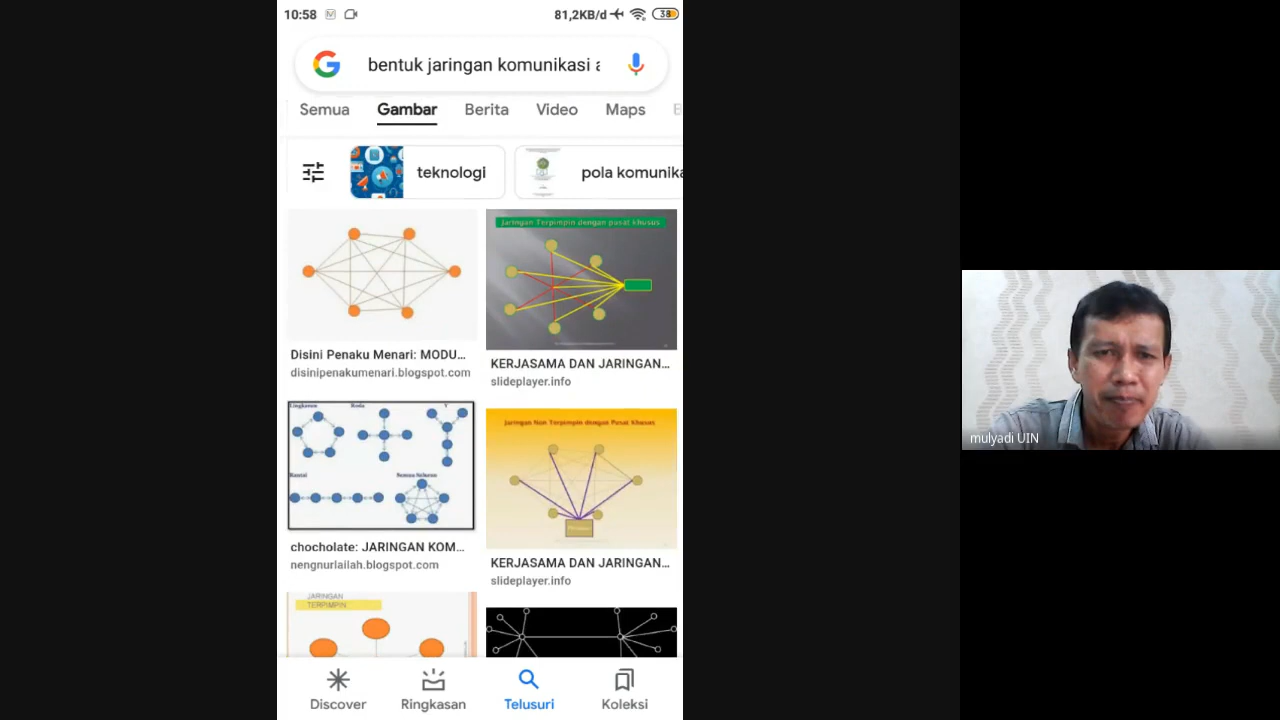 10:58
81,2KB/d
38
bentuk jaringan komunikasi a
Semua Gambar Berita Video Maps
teknologi
pola komunika
Jaringan Terpimpin dengan pusat khusus
Disini Penaku Menari: MODU...
disinipenakumenari.blogspot.com
KERJASAMA DAN JARINGAN...
slideplayer.info
Lingkaran Roda Y
Rantai Semua Saluran
Jaringan Non Terpimpin dengan Pusat Khusus
chocholate: JARINGAN KOM...
nengnurlailah.blogspot.com
KERJASAMA DAN JARINGAN...
slideplayer.info
JARINGAN
TERPIMPIN
Discover Ringkasan Telusuri Koleksi
mulyadi UIN